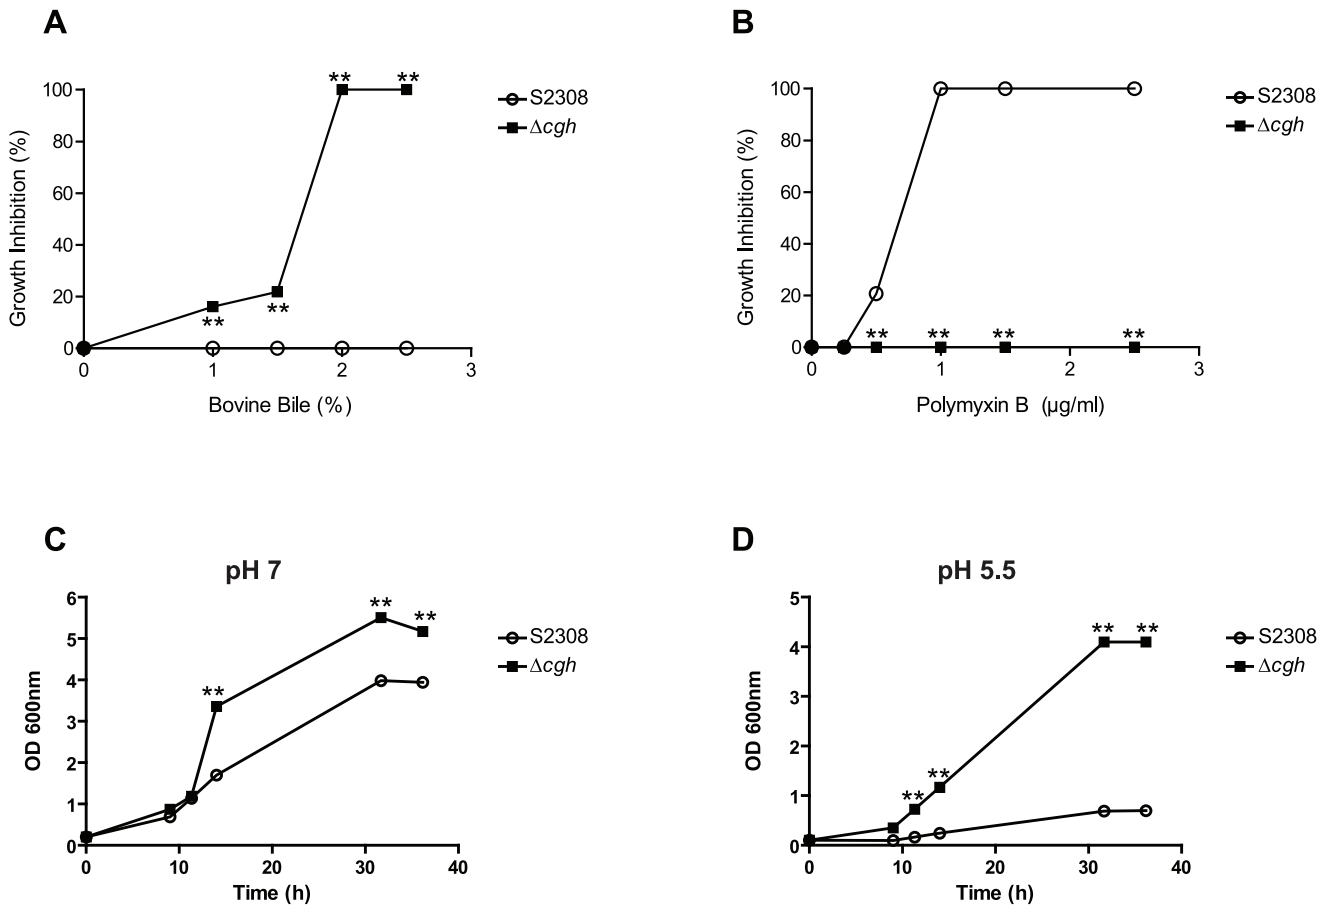 A
Growth Inhibition (%)
100
80
60
40
20
0
0 1 2 3
Bovine Bile (%)
** **
**
**
S2308
Δcgh
B
Growth Inhibition (%)
100
80
60
40
20
0
0 1 2 3
Polymyxin B (µg/ml)
** ** ** **
S2308
Δcgh
C
pH 7
OD 600nm
6
5
4
3
2
1
0
0 10 20 30 40
Time (h)
** **
**
S2308
Δcgh
D
pH 5.5
OD 600nm
5
4
3
2
1
0
0 10 20 30 40
Time (h)
** **
**
**
S2308
Δcgh